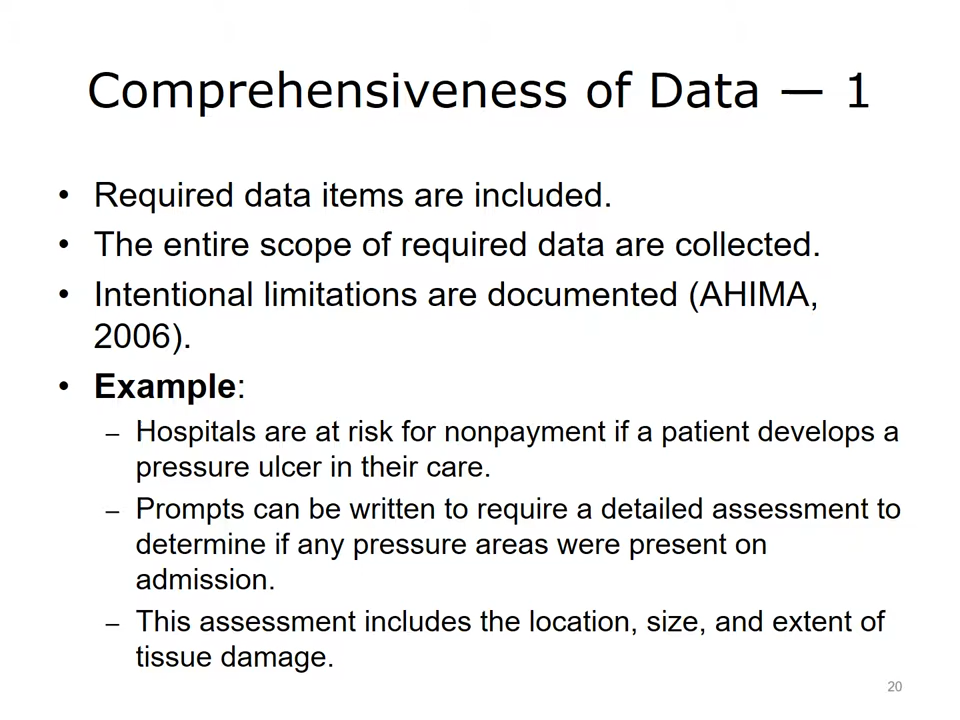 Comprehensiveness of Data — 1
• Required data items are included.
• The entire scope of required data are collected.
• Intentional limitations are documented (AHIMA,
2006).
• Example:
– Hospitals are at risk for nonpayment if a patient develops a
pressure ulcer in their care.
– Prompts can be written to require a detailed assessment to
determine if any pressure areas were present on
admission.
– This assessment includes the location, size, and extent of
tissue damage.
20